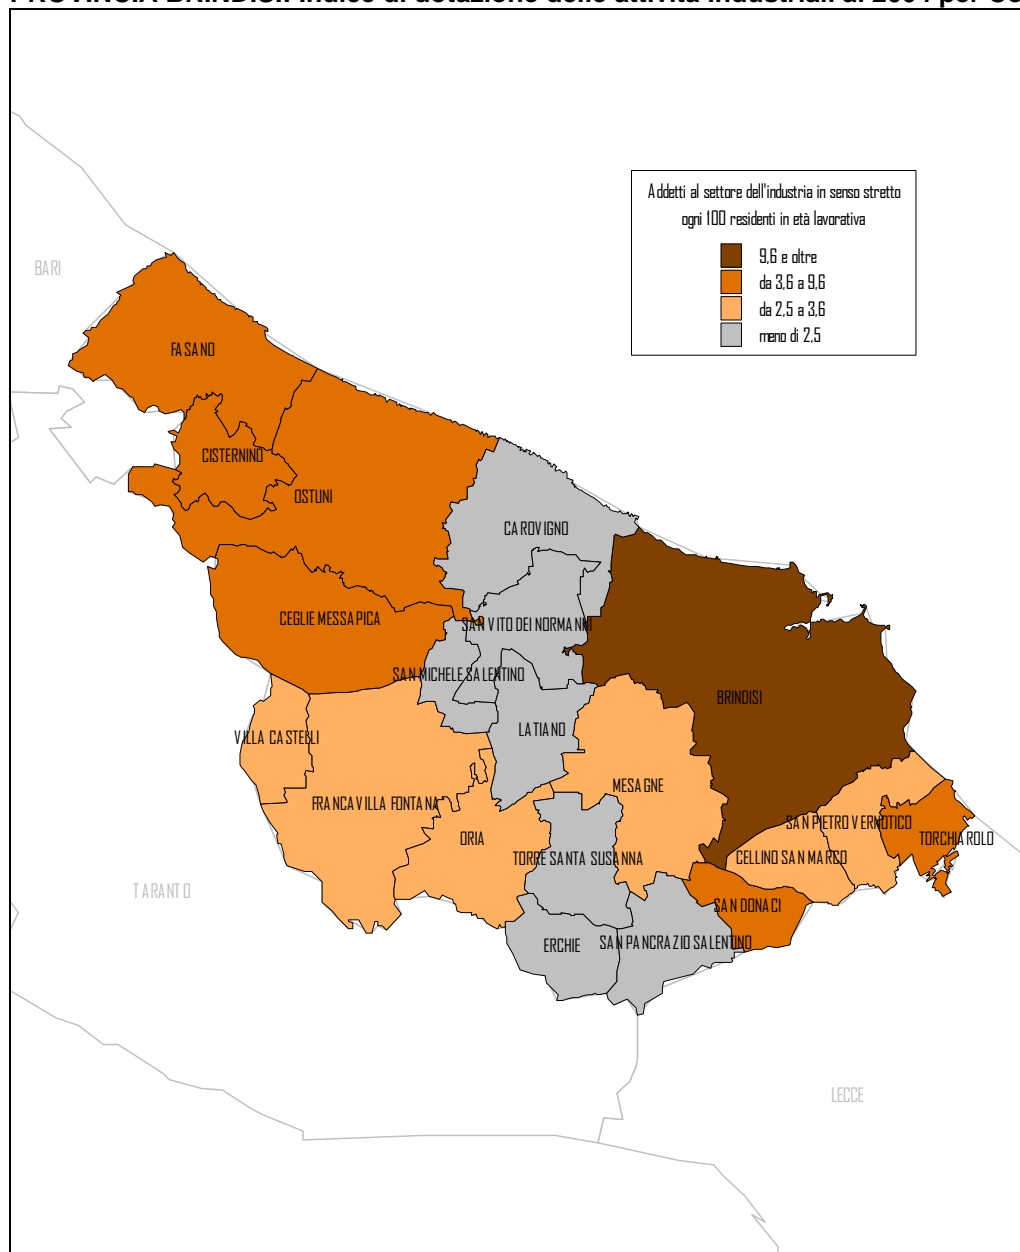 Addetti al settore dell'industria in senso stretto
ogni 100 residenti in età lavorativa
9,6 e oltre
da 3,6 a 9,6
da 2,5 a 3,6
meno di 2,5
BARI
FASANO
CISTERNINO
OSTUNI
CAROVIGNO
CEGLIE MESSAPICA
SAN VITO DEI NORMANNI
SAN MICHELE SALENTINO
BRINDISI
LATIANO
VILLA CASTELLI
MESAGNE
FRANCAVILLA FONTANA
SAN PIETRO VERNOTICO
ORIA
TORCHIAROLO
TORRE SANTA SUSANNA
CELLINO SAN MARCO
TARANTO
SAN DONACI
ERCHIE
SAN PANCRAZIO SALENTINO
LECCE